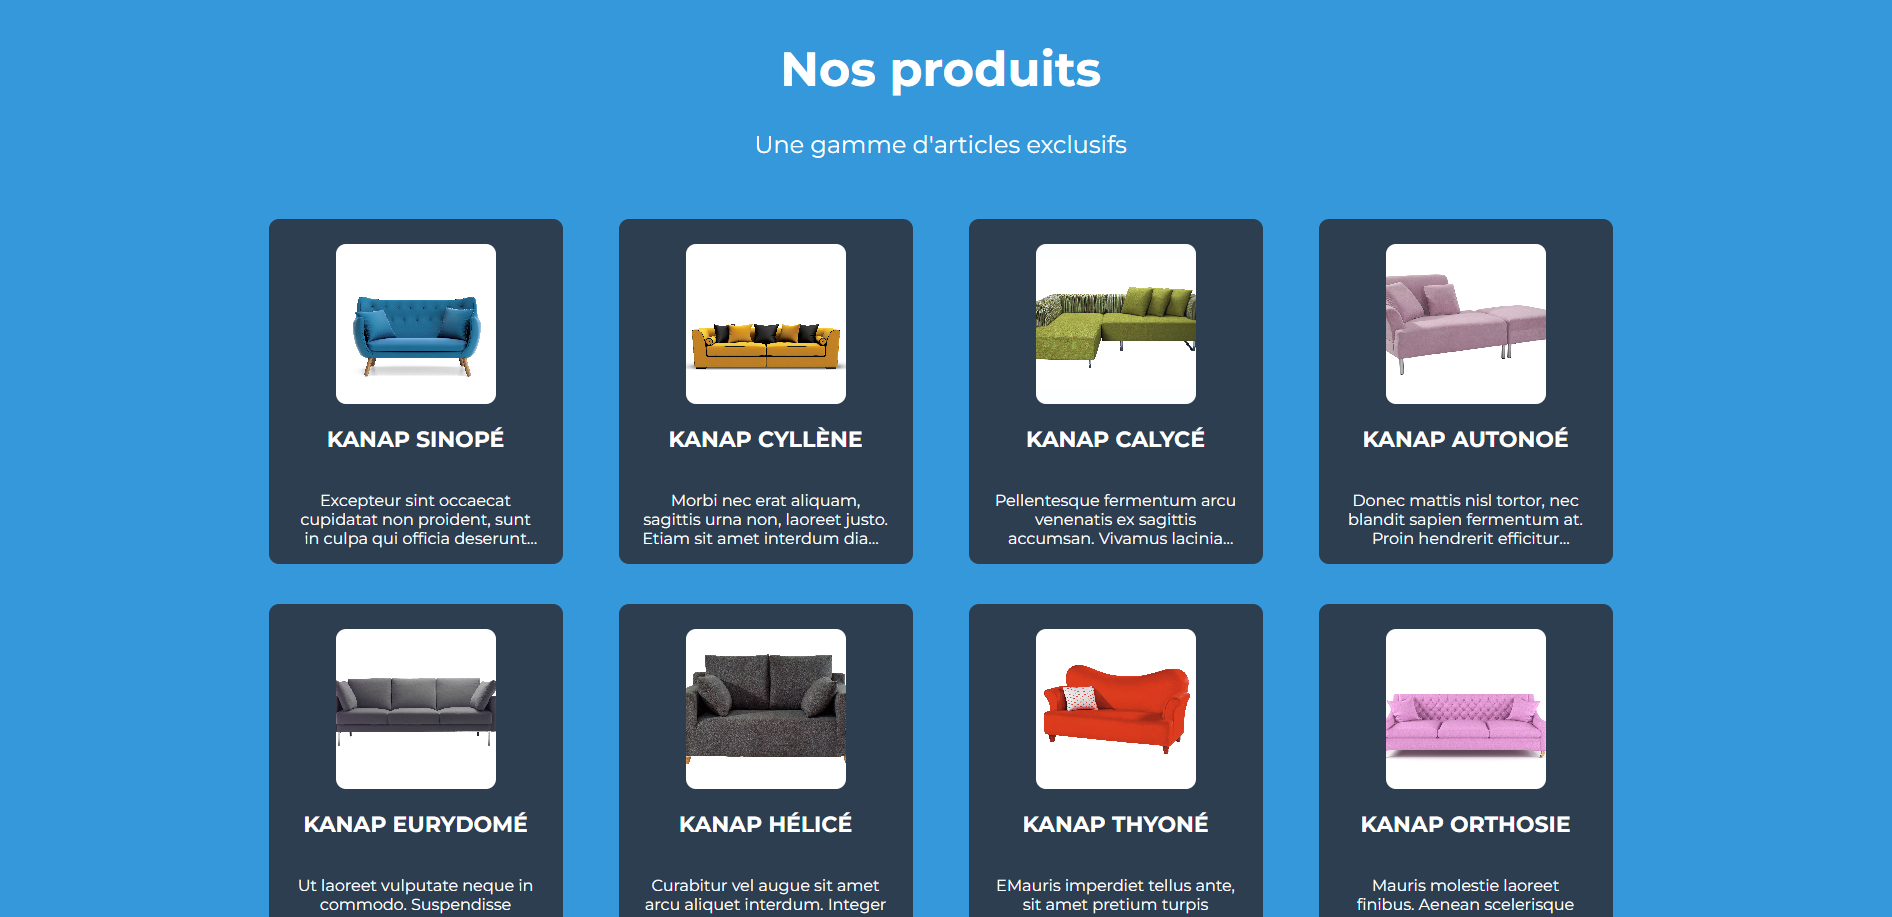 Nos produits
Une gamme d'articles exclusifs
KANAP SINOPÉ
Excepteur sint occaecat
cupidatat non proident, sunt
in culpa qui officia deserunt...
KANAP CYLLÈNE
Morbi nec erat aliquam,
sagittis urna non, laoreet justo.
Etiam sit amet interdum dia...
KANAP CALYCÉ
Pellentesque fermentum arcu
venenatis ex sagittis
accumsan. Vivamus lacinia...
KANAP AUTONOÉ
Donec mattis nisl tortor, nec
blandit sapien fermentum at.
Proin hendrerit efficitur...
KANAP EURYDOMÉ
Ut laoreet vulputate neque in
commodo. Suspendisse
KANAP HÉLICÉ
Curabitur vel augue sit amet
arcu aliquet interdum. Integer
KANAP THYONÉ
EMauris imperdiet tellus ante,
sit amet pretium turpis
KANAP ORTHOSIE
Mauris molestie laoreet
finibus. Aenean scelerisque